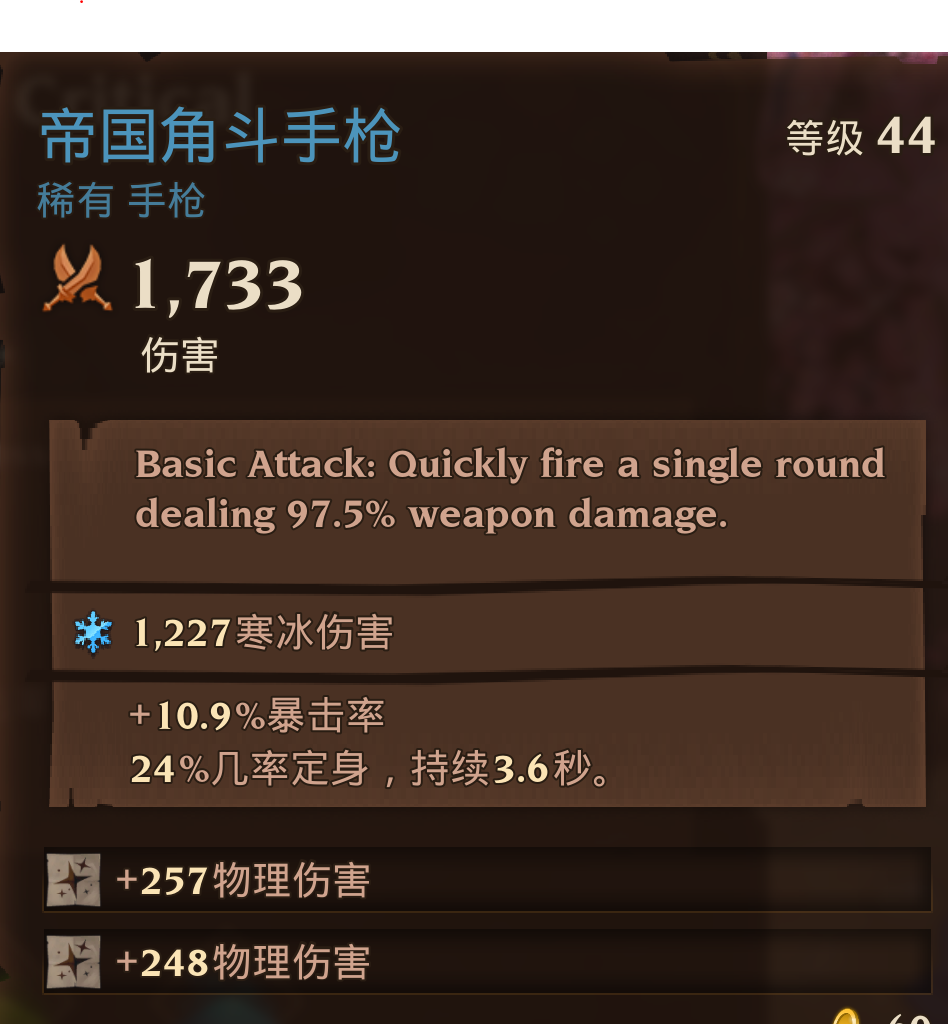 Critical
帝国角斗手枪
等级 44
稀有 手枪
1,733
伤害
Basic Attack: Quickly fire a single round
dealing 97.5% weapon damage.
1,227寒冰伤害
+10.9%暴击率
24%几率定身，持续3.6秒。
+257物理伤害
+248物理伤害